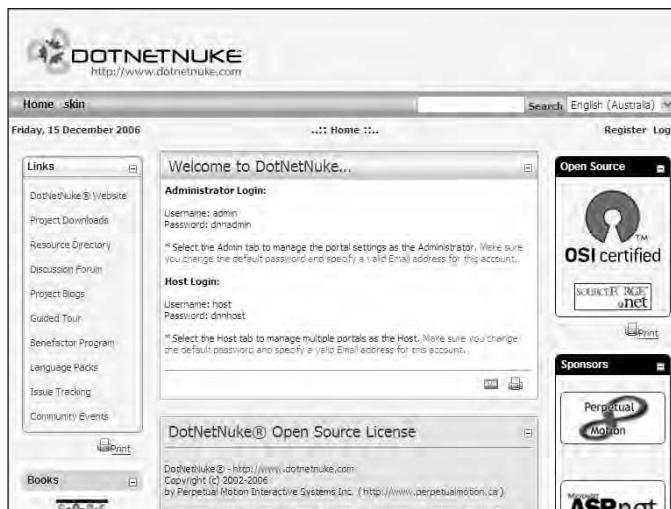 DOTNETNUKE
http://www.dotnetnuke.com
Home skin
Search English (Australia)
Friday, 15 December 2006
..:: Home ::..
Register Log
Links
DotNetNuke® Website
Project Downloads
Resource Directory
Discussion Forum
Project Blogs
Guided Tour
Benefactor Program
Language Packs
Issue Tracking
Community Events
Print
Books
Welcome to DotNetNuke...
Administrator Login:
Username: admin
Password: dnnadmin
* Select the Admin tab to manage the portal settings as the Administrator. Make sure
you change the default password and specify a valid Email address for this account.
Host Login:
Username: host
Password: dnnhost
* Select the Host tab to manage multiple portals as the Host. Make sure you change
the default password and specify a valid Email address for this account.
DotNetNuke® Open Source License
DotNetNuke® - http://www.dotnetnuke.com
Copyright (c) 2002-2006
by Perpetual Motion Interactive Systems Inc. ( http://www.perpetualmotion.ca )
Open Source
TM
OSI certified
SOURCEFORGE
.net
Print
Sponsors
Perpetual
Motion
Microsoft
ASP.net